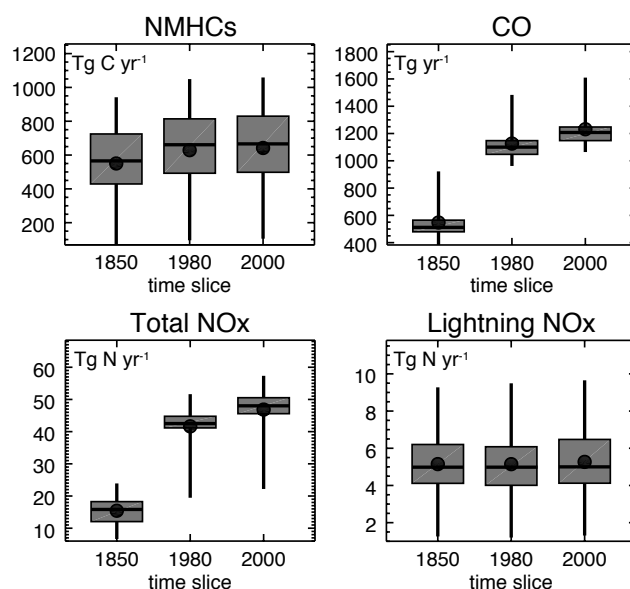 NMHCs
Tg C yr⁻¹
1200
1000
800
600
400
200
1850 1980 2000
time slice
CO
Tg yr⁻¹
1800
1600
1400
1200
1000
800
600
400
1850 1980 2000
time slice
Total NOx
Tg N yr⁻¹
60
50
40
30
20
10
1850 1980 2000
time slice
Lightning NOx
Tg N yr⁻¹
10
8
6
4
2
1850 1980 2000
time slice